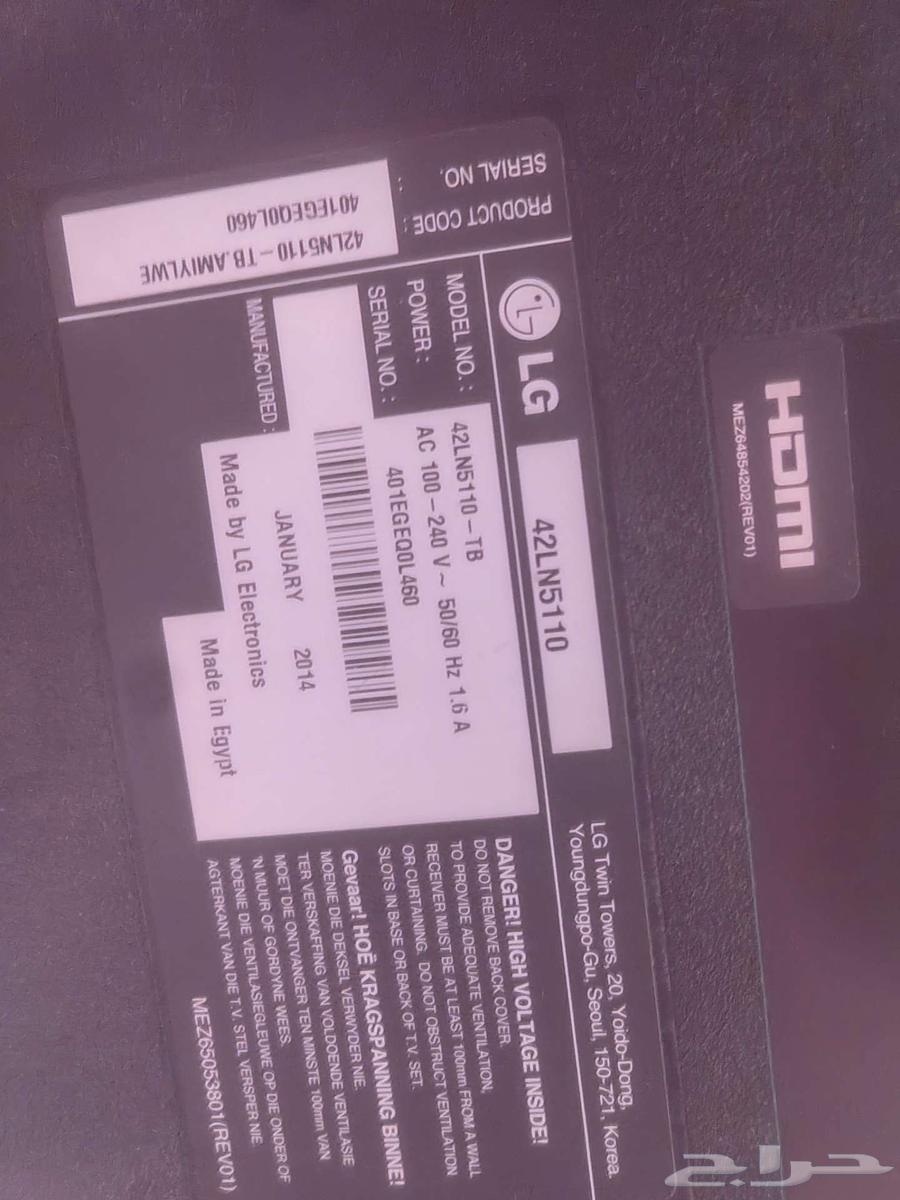 PRODUCT CODE :
42LN5110-TB.AMIYLWE
SERIAL NO. :
401EGEQ0L460
LG
42LN5110
LG Twin Towers, 20, Yoido-Dong,
Youngdungpo-Gu, Seoul, 150-721, Korea.
MODEL NO. : 42LN5110-TB
POWER : AC 100-240 V ~ 50/60 Hz 1.6 A
SERIAL NO. : 401EGEQ0L460
MANUFACTURED : JANUARY 2014
Made by LG Electronics
Made in Egypt
DANGER! HIGH VOLTAGE INSIDE!
DO NOT REMOVE BACK COVER.
TO PROVIDE ADEQUATE VENTILATION,
RECEIVER MUST BE AT LEAST 100mm FROM A WALL
OR CURTAINING. DO NOT OBSTRUCT VENTILATION
SLOTS IN BASE OR BACK OF T.V. SET.
Gevaar! HOË KRAGSPANNING BINNE!
MOENIE DIE DEKSEL VERWYDER NIE.
TER VERSKAFFING VAN VOLDOENDE VENTILASIE
MOET DIE ONTVANGER TEN MINSTE 100mm VAN
'N MUUR OF GORDYNE WEES.
MOENIE DIE VENTILASIEGLEUWE OP DIE ONDER OF
AGTERKANT VAN DIE T.V. STEL VERSPER NIE.
MEZ65053801(REV01)
HDMI
MEZ64854202(REV01)
حراج